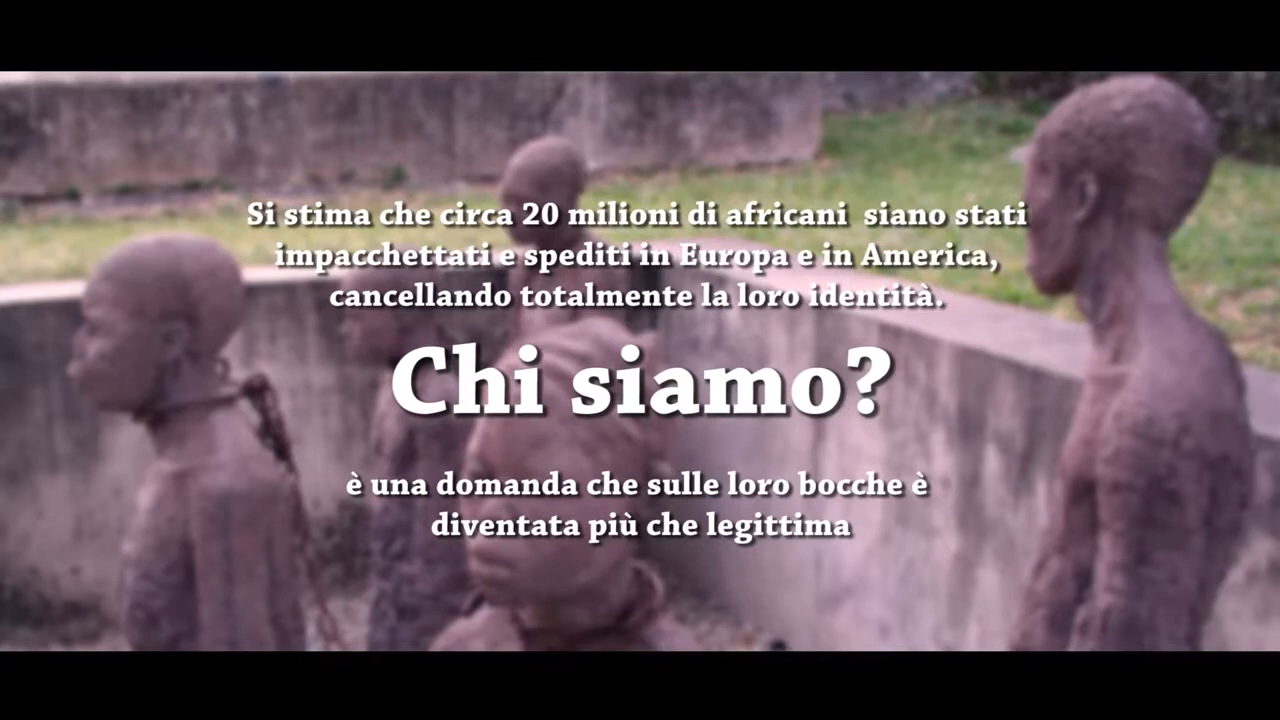 Si stima che circa 20 milioni di africani siano stati
impacchettati e spediti in Europa e in America,
cancellando totalmente la loro identità.
Chi siamo?
è una domanda che sulle loro bocche è
diventata più che legittima